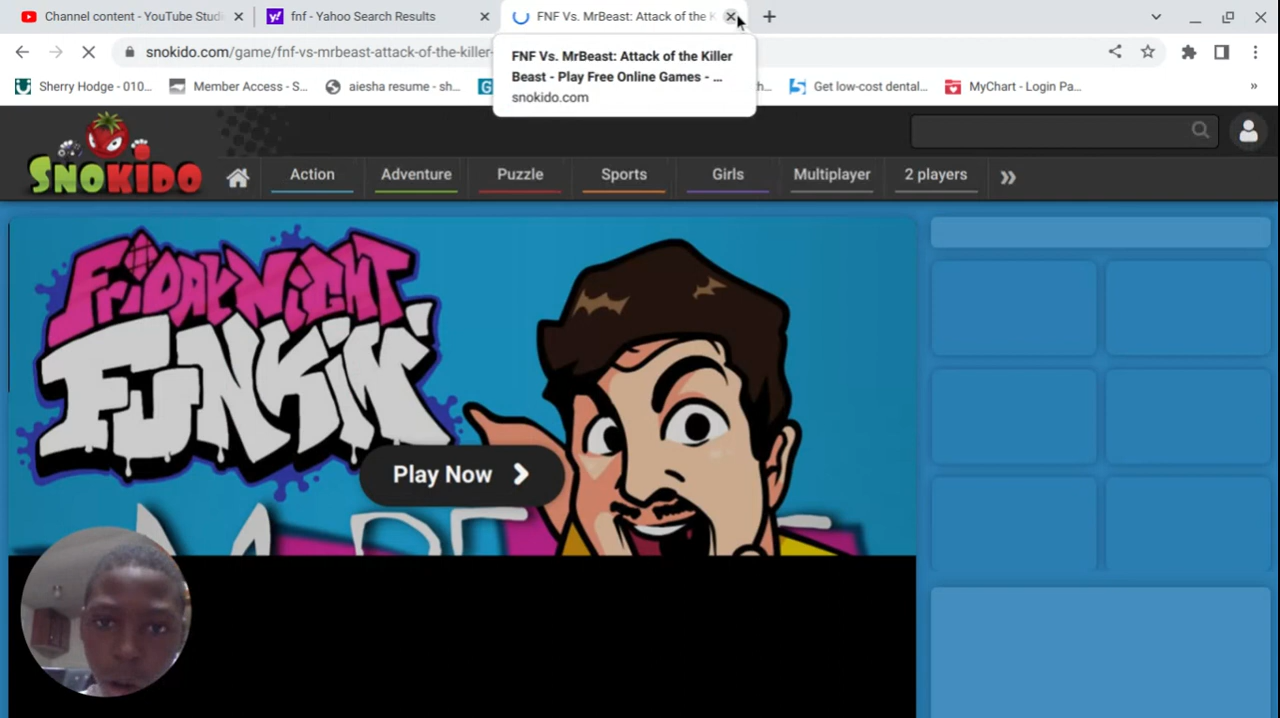 Channel content - YouTube Studi
fnf - Yahoo Search Results
FNF Vs. MrBeast: Attack of the K
snokido.com/game/fnf-vs-mrbeast-attack-of-the-killer-
FNF Vs. MrBeast: Attack of the Killer
Beast - Play Free Online Games - ...
snokido.com
Sherry Hodge - 010...
Member Access - S...
aiesha resume - sh...
G
h...
Get low-cost dental...
MyChart - Login Pa...
»
SNOKIDO
Action
Adventure
Puzzle
Sports
Girls
Multiplayer
2 players
FRiDAY NiGHT
FUNKiN'
Play Now